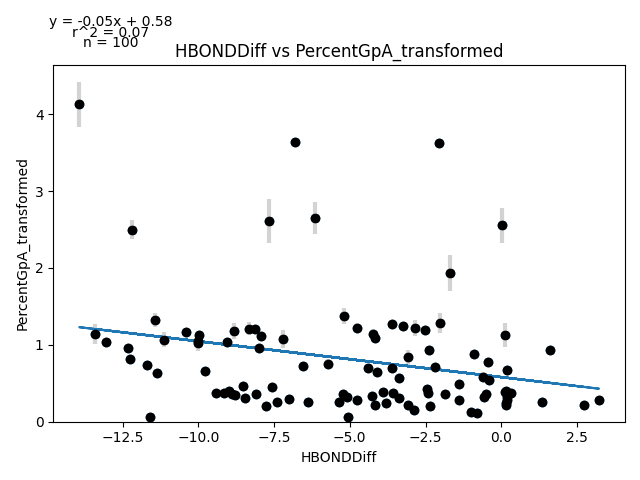 y = -0.05x + 0.58
r^2 = 0.07
n = 100
HBONDDiff vs PercentGpA_transformed
PercentGpA_transformed
4
3
2
1
0
−12.5 −10.0 −7.5 −5.0 −2.5 0.0 2.5
HBONDDiff